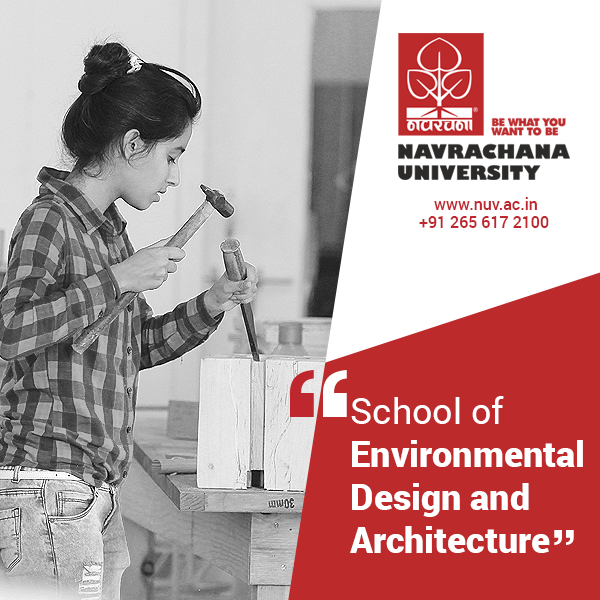 नवरचना
®
BE WHAT YOU
WANT TO BE
NAVRACHANA
UNIVERSITY
www.nuv.ac.in
+91 265 617 2100
30mm
“School of
Environmental
Design and
Architecture”